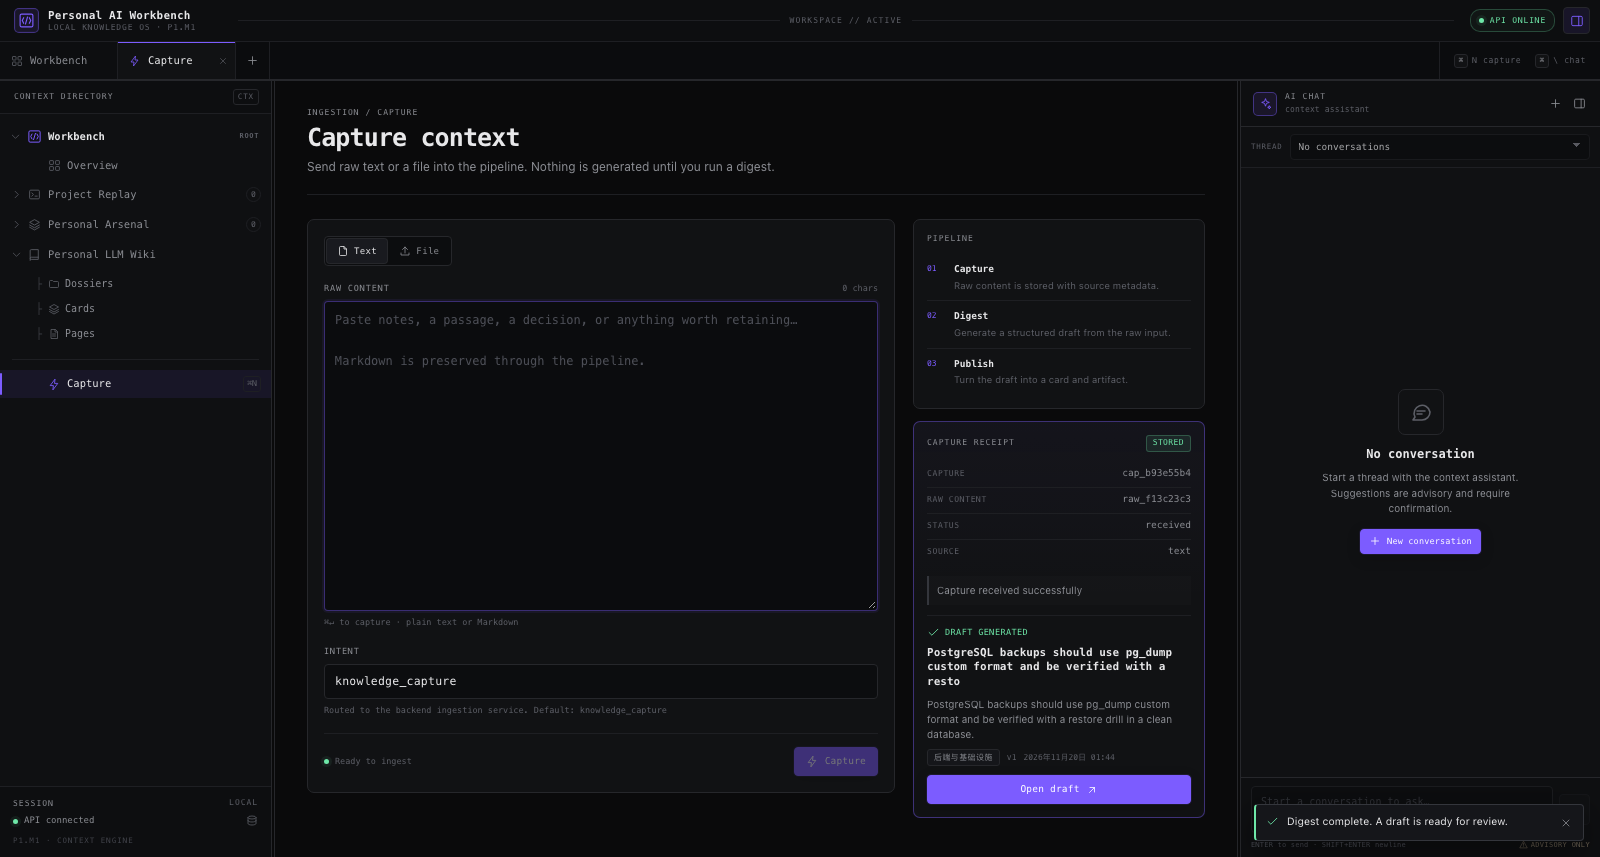 Personal AI Workbench
LOCAL KNOWLEDGE OS · P1.M1
WORKSPACE // ACTIVE
API ONLINE
Workbench
Capture
⌘ N capture
⌘ \ chat
CONTEXT DIRECTORY
CTX
Workbench
ROOT
Overview
Project Replay
0
Personal Arsenal
0
Personal LLM Wiki
Dossiers
Cards
Pages
Capture
⌘N
SESSION
LOCAL
API connected
P1.M1 · CONTEXT ENGINE
INGESTION / CAPTURE
Capture context
Send raw text or a file into the pipeline. Nothing is generated until you run a digest.
Text
File
RAW CONTENT
0 chars
Paste notes, a passage, a decision, or anything worth retaining…
Markdown is preserved through the pipeline.
⌘↵ to capture · plain text or Markdown
INTENT
knowledge_capture
Routed to the backend ingestion service. Default: knowledge_capture
Ready to ingest
Capture
PIPELINE
01
Capture
Raw content is stored with source metadata.
02
Digest
Generate a structured draft from the raw input.
03
Publish
Turn the draft into a card and artifact.
CAPTURE RECEIPT
STORED
CAPTURE
cap_b93e55b4
RAW CONTENT
raw_f13c23c3
STATUS
received
SOURCE
text
Capture received successfully
DRAFT GENERATED
PostgreSQL backups should use pg_dump
custom format and be verified with a
resto
PostgreSQL backups should use pg_dump custom
format and be verified with a restore drill in a clean
database.
后端与基础设施
v1
2026年11月20日 01:44
Open draft
AI CHAT
context assistant
THREAD
No conversations
No conversation
Start a thread with the context assistant.
Suggestions are advisory and require
confirmation.
New conversation
Start a conversation to ask…
Digest complete. A draft is ready for review.
ENTER to send · SHIFT+ENTER newline
ADVISORY ONLY